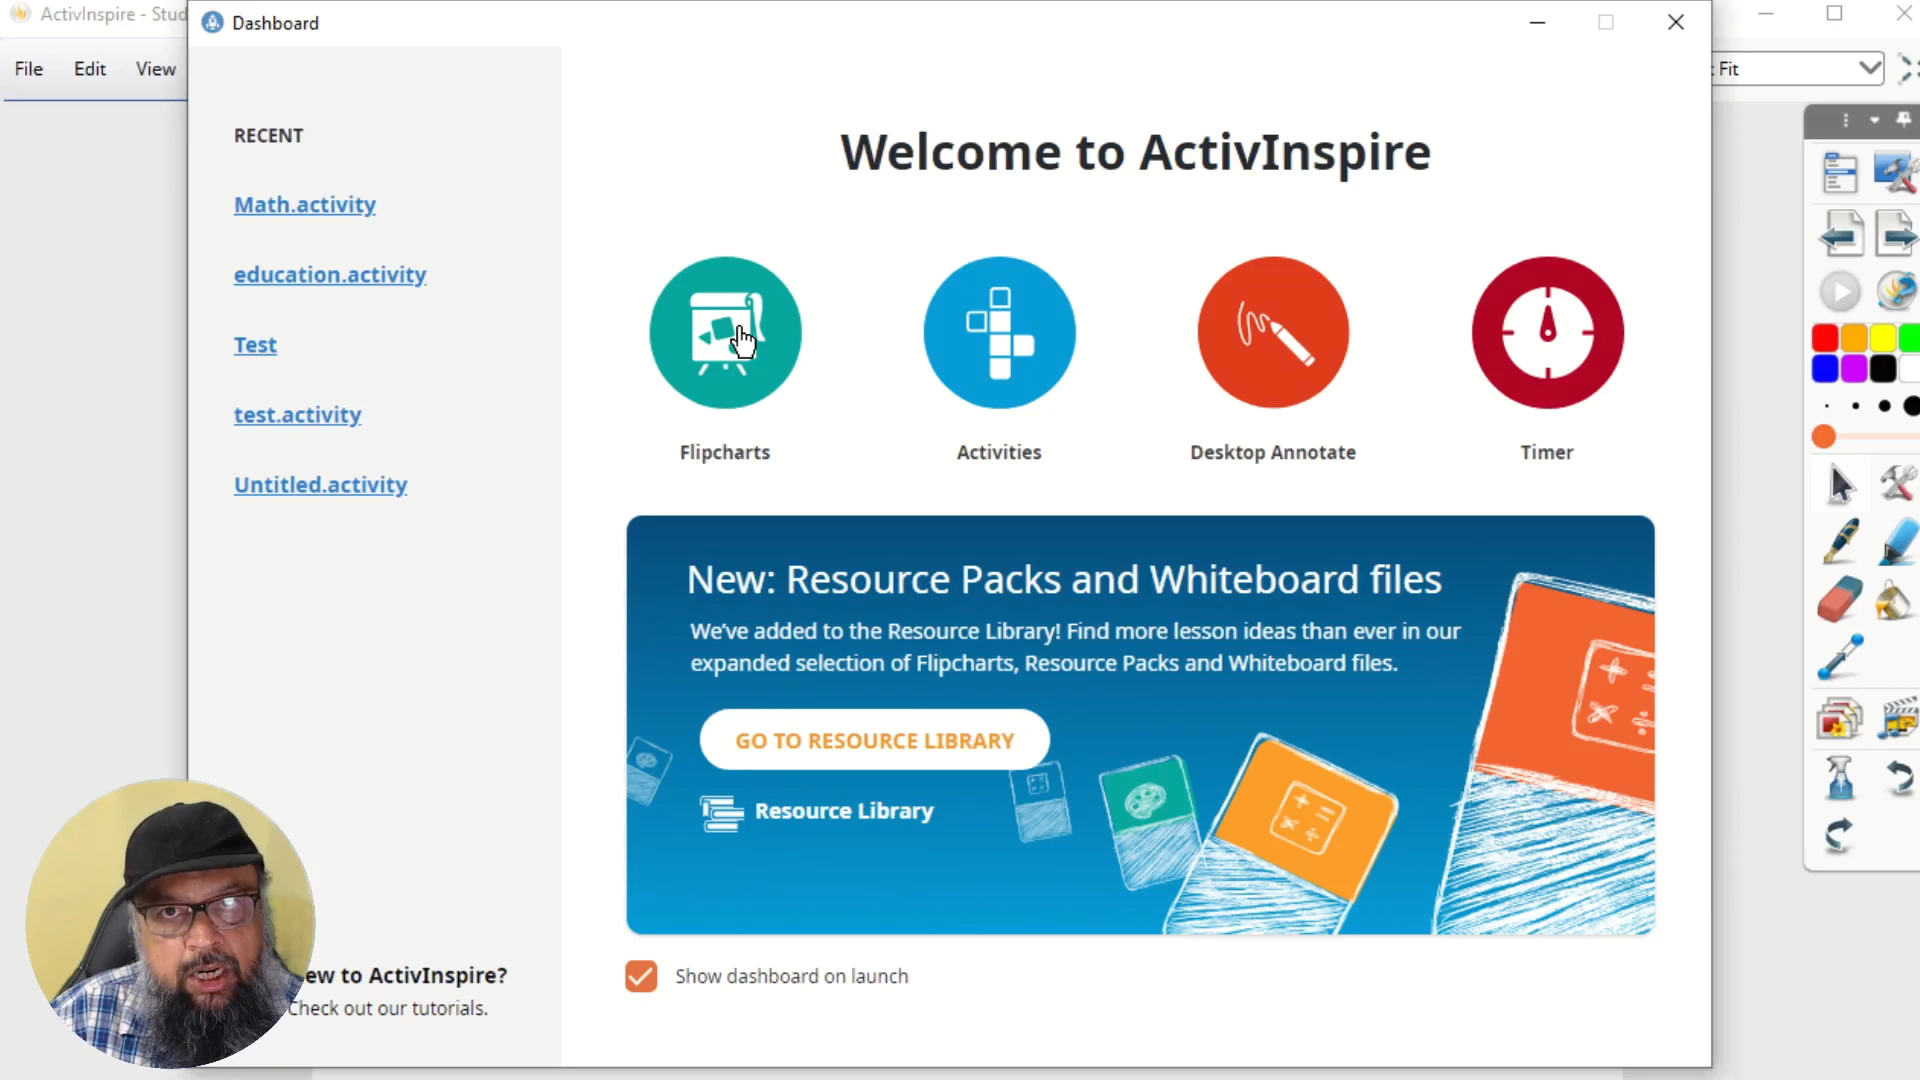 ActivInspire - Stud
Dashboard
File Edit View
Fit
RECENT
Math.activity
education.activity
Test
test.activity
Untitled.activity
Welcome to ActivInspire
Flipcharts
Activities
Desktop Annotate
Timer
New: Resource Packs and Whiteboard files
We've added to the Resource Library! Find more lesson ideas than ever in our
expanded selection of Flipcharts, Resource Packs and Whiteboard files.
GO TO RESOURCE LIBRARY
Resource Library
Show dashboard on launch
ew to ActivInspire?
Check out our tutorials.